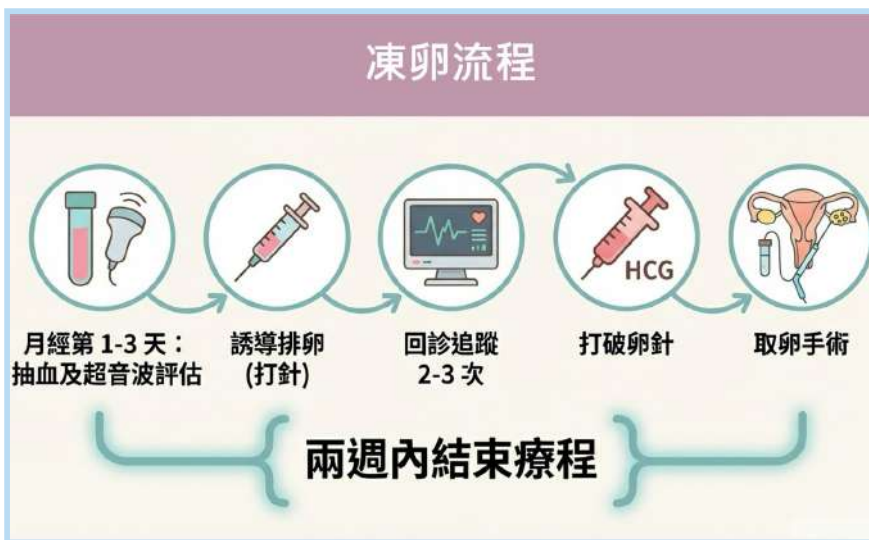 凍卵流程
HCG
月經第 1-3 天：
抽血及超音波評估
誘導排卵
(打針)
回診追蹤
2-3 次
打破卵針
取卵手術
兩週內結束療程